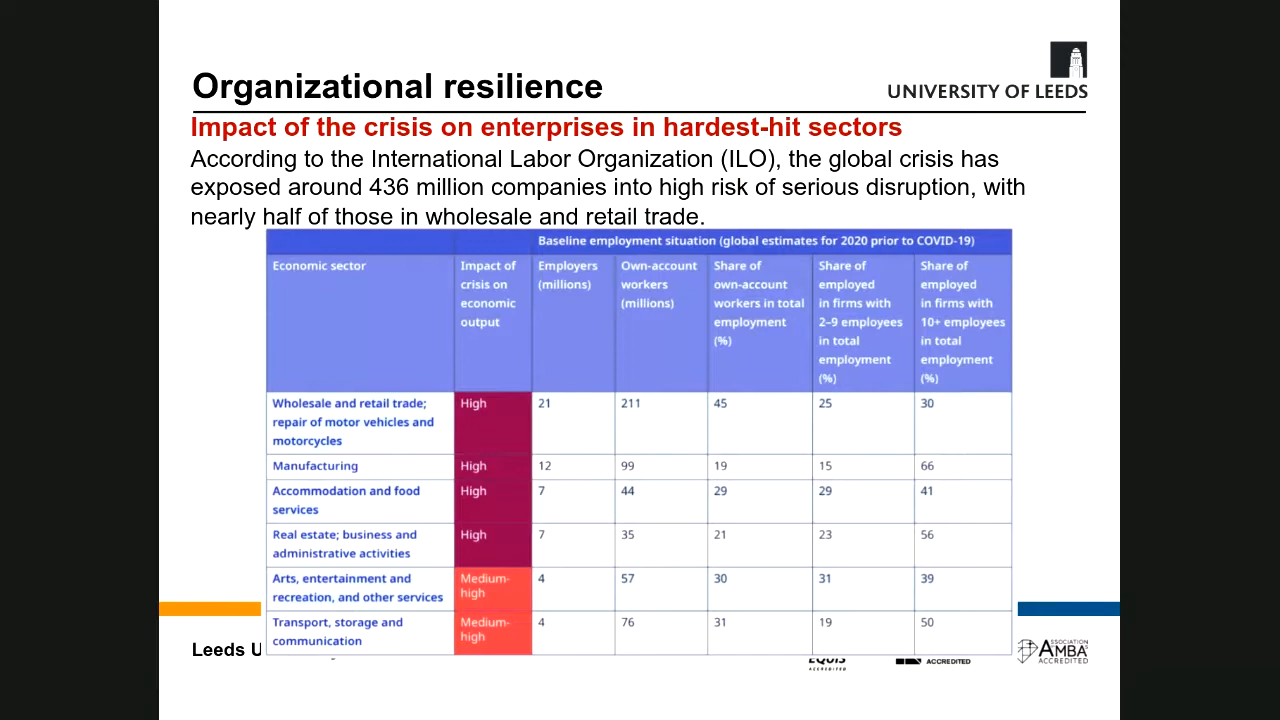 Organizational resilience
UNIVERSITY OF LEEDS
Impact of the crisis on enterprises in hardest-hit sectors
According to the International Labor Organization (ILO), the global crisis has
exposed around 436 million companies into high risk of serious disruption, with
nearly half of those in wholesale and retail trade.
Baseline employment situation (global estimates for 2020 prior to COVID-19)
Economic sector
Impact of
crisis on
economic
output
Employers
(millions)
Own-account
workers
(millions)
Share of
own-account
workers in total
employment
(%)
Share of
employed
in firms with
2–9 employees
in total
employment
(%)
Share of
employed
in firms with
10+ employees
in total
employment
(%)
Wholesale and retail trade;
repair of motor vehicles and
motorcycles
High
21
211
45
25
30
Manufacturing
High
12
99
19
15
66
Accommodation and food
services
High
7
44
29
29
41
Real estate; business and
administrative activities
High
7
35
21
23
56
Arts, entertainment and
recreation, and other services
Medium-
high
4
57
30
31
39
Transport, storage and
communication
Medium-
high
4
76
31
19
50
Leeds U
EQUIS
ACCREDITED
ACCREDITED
ASSOCIATION
AMBA
ACCREDITED